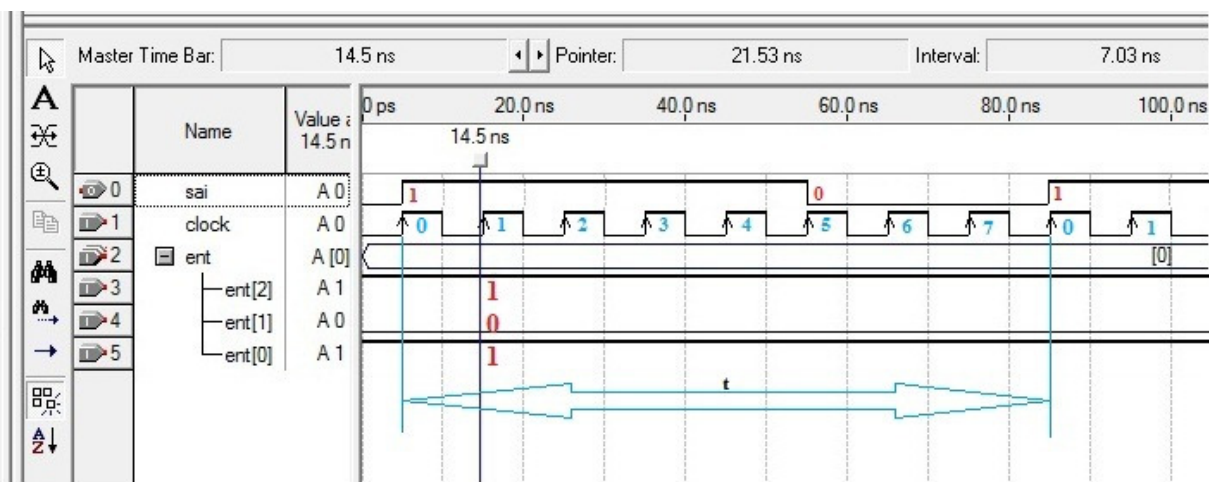 Master Time Bar: 14.5 ns Pointer: 21.53 ns Interval: 7.03 ns
A Name Value a 14.5 n
0 ps 20.0 ns 40.0 ns 60.0 ns 80.0 ns 100.0 ns
14.5 ns
0 sai A 0 1 0 1
1 clock A 0 0 1 2 3 4 5 6 7 0 1
2 ent A [0] [0]
3 ent[2] A 1 1
4 ent[1] A 0 0
5 ent[0] A 1 1
t
A
Z